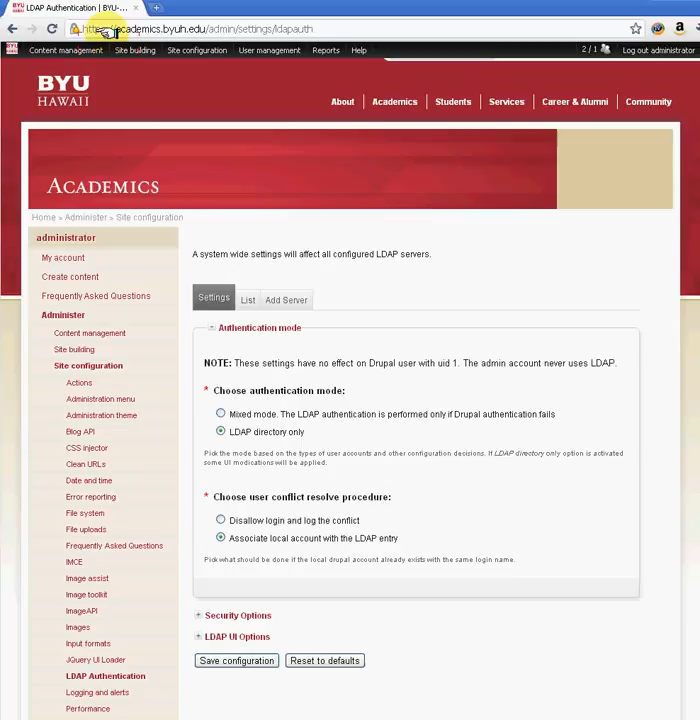 LDAP Authentication | BYU-...
https://academics.byuh.edu/admin/settings/ldapauth
Content management Site building Site configuration User management Reports Help 2 / 1 Log out administrator
BYU
HAWAII
About Academics Students Services Career & Alumni Community
ACADEMICS
Home » Administer » Site configuration
administrator
My account
Create content
Frequently Asked Questions
Administer
Content management
Site building
Site configuration
Actions
Administration menu
Administration theme
Blog API
CSS injector
Clean URLs
Date and time
Error reporting
File system
File uploads
Frequently Asked Questions
IMCE
Image assist
Image toolkit
ImageAPI
Images
Input formats
JQuery UI Loader
LDAP Authentication
Logging and alerts
Performance
A system wide settings will affect all configured LDAP servers.
Settings List Add Server
Authentication mode
NOTE: These settings have no effect on Drupal user with uid 1. The admin account never uses LDAP.
* Choose authentication mode:
Mixed mode. The LDAP authentication is performed only if Drupal authentication fails
LDAP directory only
Pick the mode based on the types of user accounts and other configuration decisions. If LDAP directory only option is activated
some UI modications will be applied.
* Choose user conflict resolve procedure:
Disallow login and log the conflict
Associate local account with the LDAP entry
Pick what should be done if the local drupal account already exists with the same login name.
Security Options
LDAP UI Options
Save configuration Reset to defaults